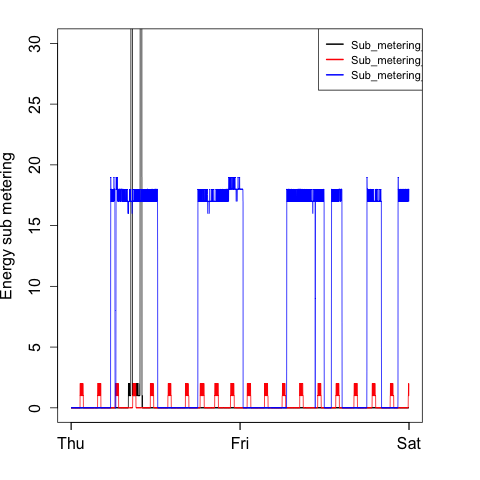 Energy sub metering
30
25
20
15
10
5
0
Sub_metering_
Sub_metering_
Sub_metering_
Thu Fri Sat